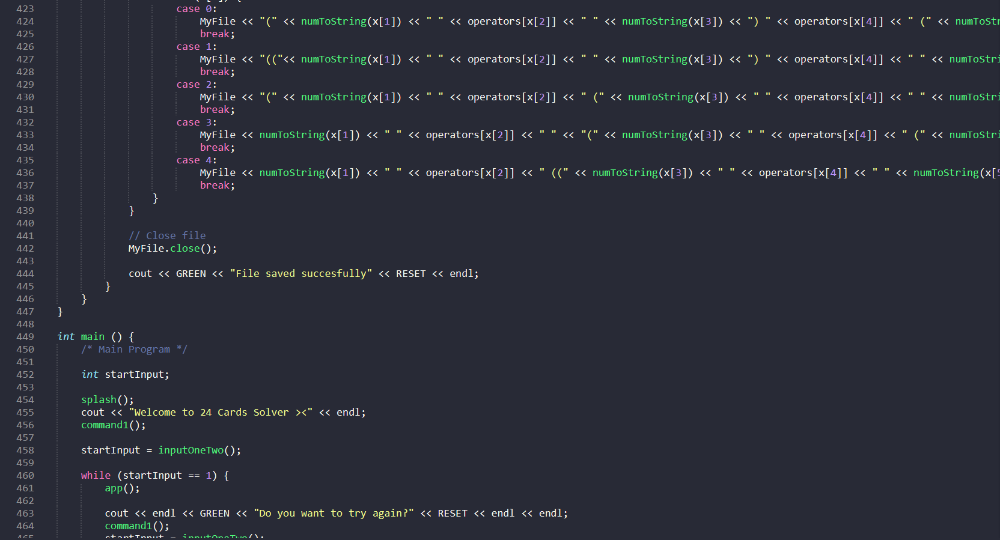 423 case 0:
424 MyFile << "(" << numToString(x[1]) << " " << operators[x[2]] << " " << numToString(x[3]) << ") " << operators[x[4]] << " (" << numToStr
425 break;
426 case 1:
427 MyFile << "(("<< numToString(x[1]) << " " << operators[x[2]] << " " << numToString(x[3]) << ") " << operators[x[4]] << " " << numToStri
428 break;
429 case 2:
430 MyFile << "(" << numToString(x[1]) << " " << operators[x[2]] << " (" << numToString(x[3]) << " " << operators[x[4]] << " " << numToStri
431 break;
432 case 3:
433 MyFile << numToString(x[1]) << " " << operators[x[2]] << " " << "(" << numToString(x[3]) << " " << operators[x[4]] << " (" << numToStri
434 break;
435 case 4:
436 MyFile << numToString(x[1]) << " " << operators[x[2]] << " ((" << numToString(x[3]) << " " << operators[x[4]] << " " << numToString(x[5
437 break;
438 }
439 }
440
441 // Close file
442 MyFile.close();
443
444 cout << GREEN << "File saved succesfully" << RESET << endl;
445 }
446 }
447 }
448
449 int main () {
450 /* Main Program */
451
452 int startInput;
453
454 splash();
455 cout << "Welcome to 24 Cards Solver ><" << endl;
456 command1();
457
458 startInput = inputOneTwo();
459
460 while (startInput == 1) {
461 app();
462
463 cout << endl << GREEN << "Do you want to try again?" << RESET << endl << endl;
464 command1();
465 startInput = inputOneTwo();